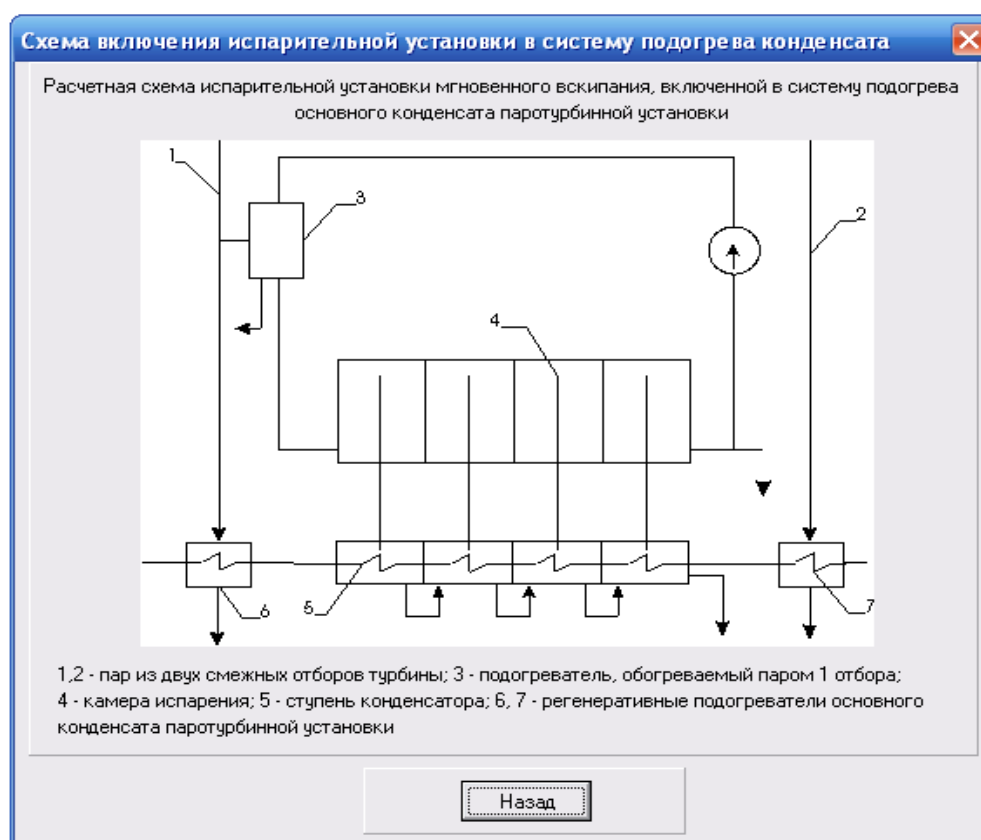 Схема включения испарительной установки в систему подогрева конденсата
Расчетная схема испарительной установки мгновенного вскипания, включенной в систему подогрева
основного конденсата паротурбинной установки
1
3
2
4
5
6
7
1,2 - пар из двух смежных отборов турбины; 3 - подогреватель, обогреваемый паром 1 отбора;
4 - камера испарения; 5 - ступень конденсатора; 6, 7 - регенеративные подогреватели основного
конденсата паротурбинной установки
Назад